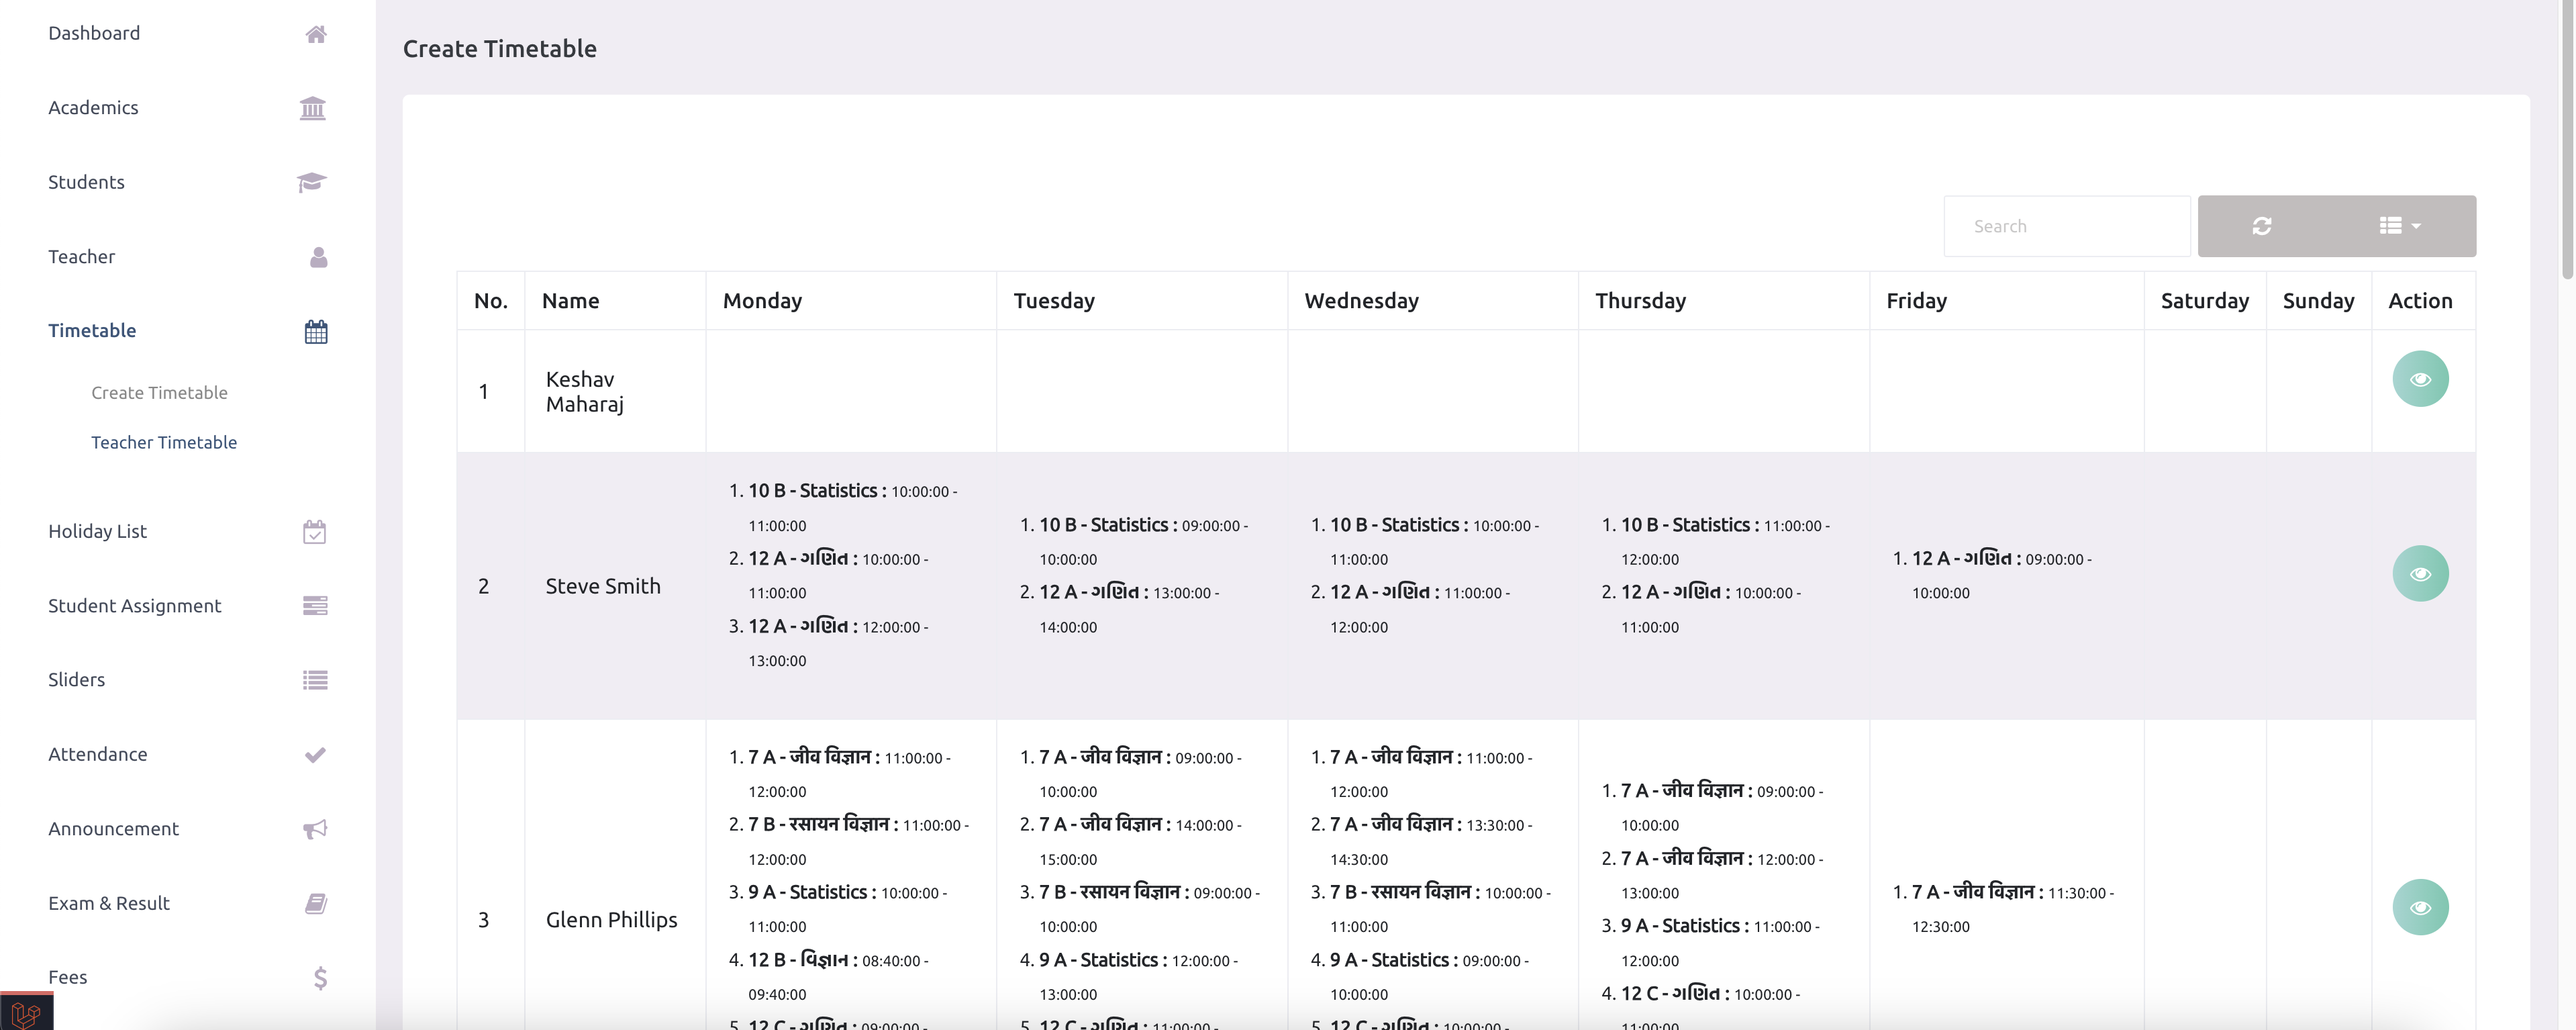 Dashboard
Academics
Students
Teacher
Timetable
Create Timetable
Teacher Timetable
Holiday List
Student Assignment
Sliders
Attendance
Announcement
Exam & Result
Fees
$
Create Timetable
Search
No. Name Monday Tuesday Wednesday Thursday Friday Saturday Sunday Action
1
Keshav
Maharaj
2
Steve Smith
1. 10 B - Statistics : 10:00:00 -
11:00:00
2. 12 A - ગણિત : 10:00:00 -
11:00:00
3. 12 A - ગણિત : 12:00:00 -
13:00:00
1. 10 B - Statistics : 09:00:00 -
10:00:00
2. 12 A - ગણિત : 13:00:00 -
14:00:00
1. 10 B - Statistics : 10:00:00 -
11:00:00
2. 12 A - ગણિત : 11:00:00 -
12:00:00
1. 10 B - Statistics : 11:00:00 -
12:00:00
2. 12 A - ગણિત : 10:00:00 -
11:00:00
1. 12 A - ગણિત : 09:00:00 -
10:00:00
3
Glenn Phillips
1. 7 A - जीव विज्ञान : 11:00:00 -
12:00:00
2. 7 B - रसायन विज्ञान : 11:00:00 -
12:00:00
3. 9 A - Statistics : 10:00:00 -
11:00:00
4. 12 B - વિજ્ઞાન : 08:40:00 -
09:40:00
5. 12 C - ગણિત : 09:00:00 -
1. 7 A - जीव विज्ञान : 09:00:00 -
10:00:00
2. 7 A - जीव विज्ञान : 14:00:00 -
15:00:00
3. 7 B - रसायन विज्ञान : 09:00:00 -
10:00:00
4. 9 A - Statistics : 12:00:00 -
13:00:00
5. 12 C - ગણિત : 11:00:00 -
1. 7 A - जीव विज्ञान : 11:00:00 -
12:00:00
2. 7 A - जीव विज्ञान : 13:30:00 -
14:30:00
3. 7 B - रसायन विज्ञान : 10:00:00 -
11:00:00
4. 9 A - Statistics : 09:00:00 -
10:00:00
5. 12 C - ગણિત : 10:00:00 -
1. 7 A - जीव विज्ञान : 09:00:00 -
10:00:00
2. 7 A - जीव विज्ञान : 12:00:00 -
13:00:00
3. 9 A - Statistics : 11:00:00 -
12:00:00
4. 12 C - ગણિત : 10:00:00 -
11:00:00
1. 7 A - जीव विज्ञान : 11:30:00 -
12:30:00